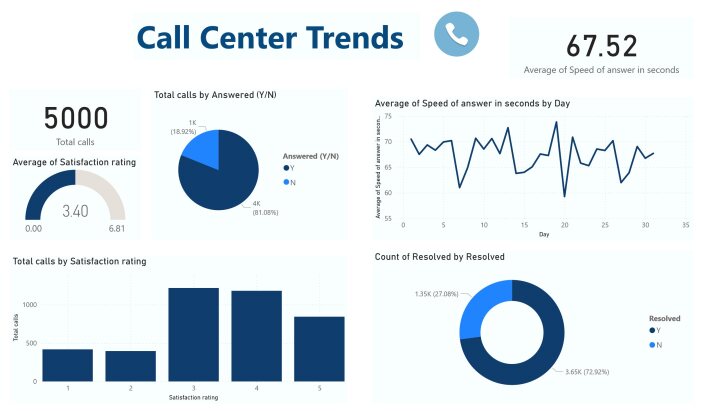 Call Center Trends
67.52
Average of Speed of answer in seconds
5000
Total calls
Average of Satisfaction rating
3.40
0.00
6.81
Total calls by Answered (Y/N)
1K
(18.92%)
4K
(81.08%)
Answered (Y/N)
Y
N
Average of Speed of answer in seconds by Day
Average of Speed of answer in secon...
75
70
65
60
55
0
5
10
15
20
25
30
35
Day
Total calls by Satisfaction rating
Total calls
1000
500
0
1
2
3
4
5
Satisfaction rating
Count of Resolved by Resolved
1.35K (27.08%)
3.65K (72.92%)
Resolved
Y
N